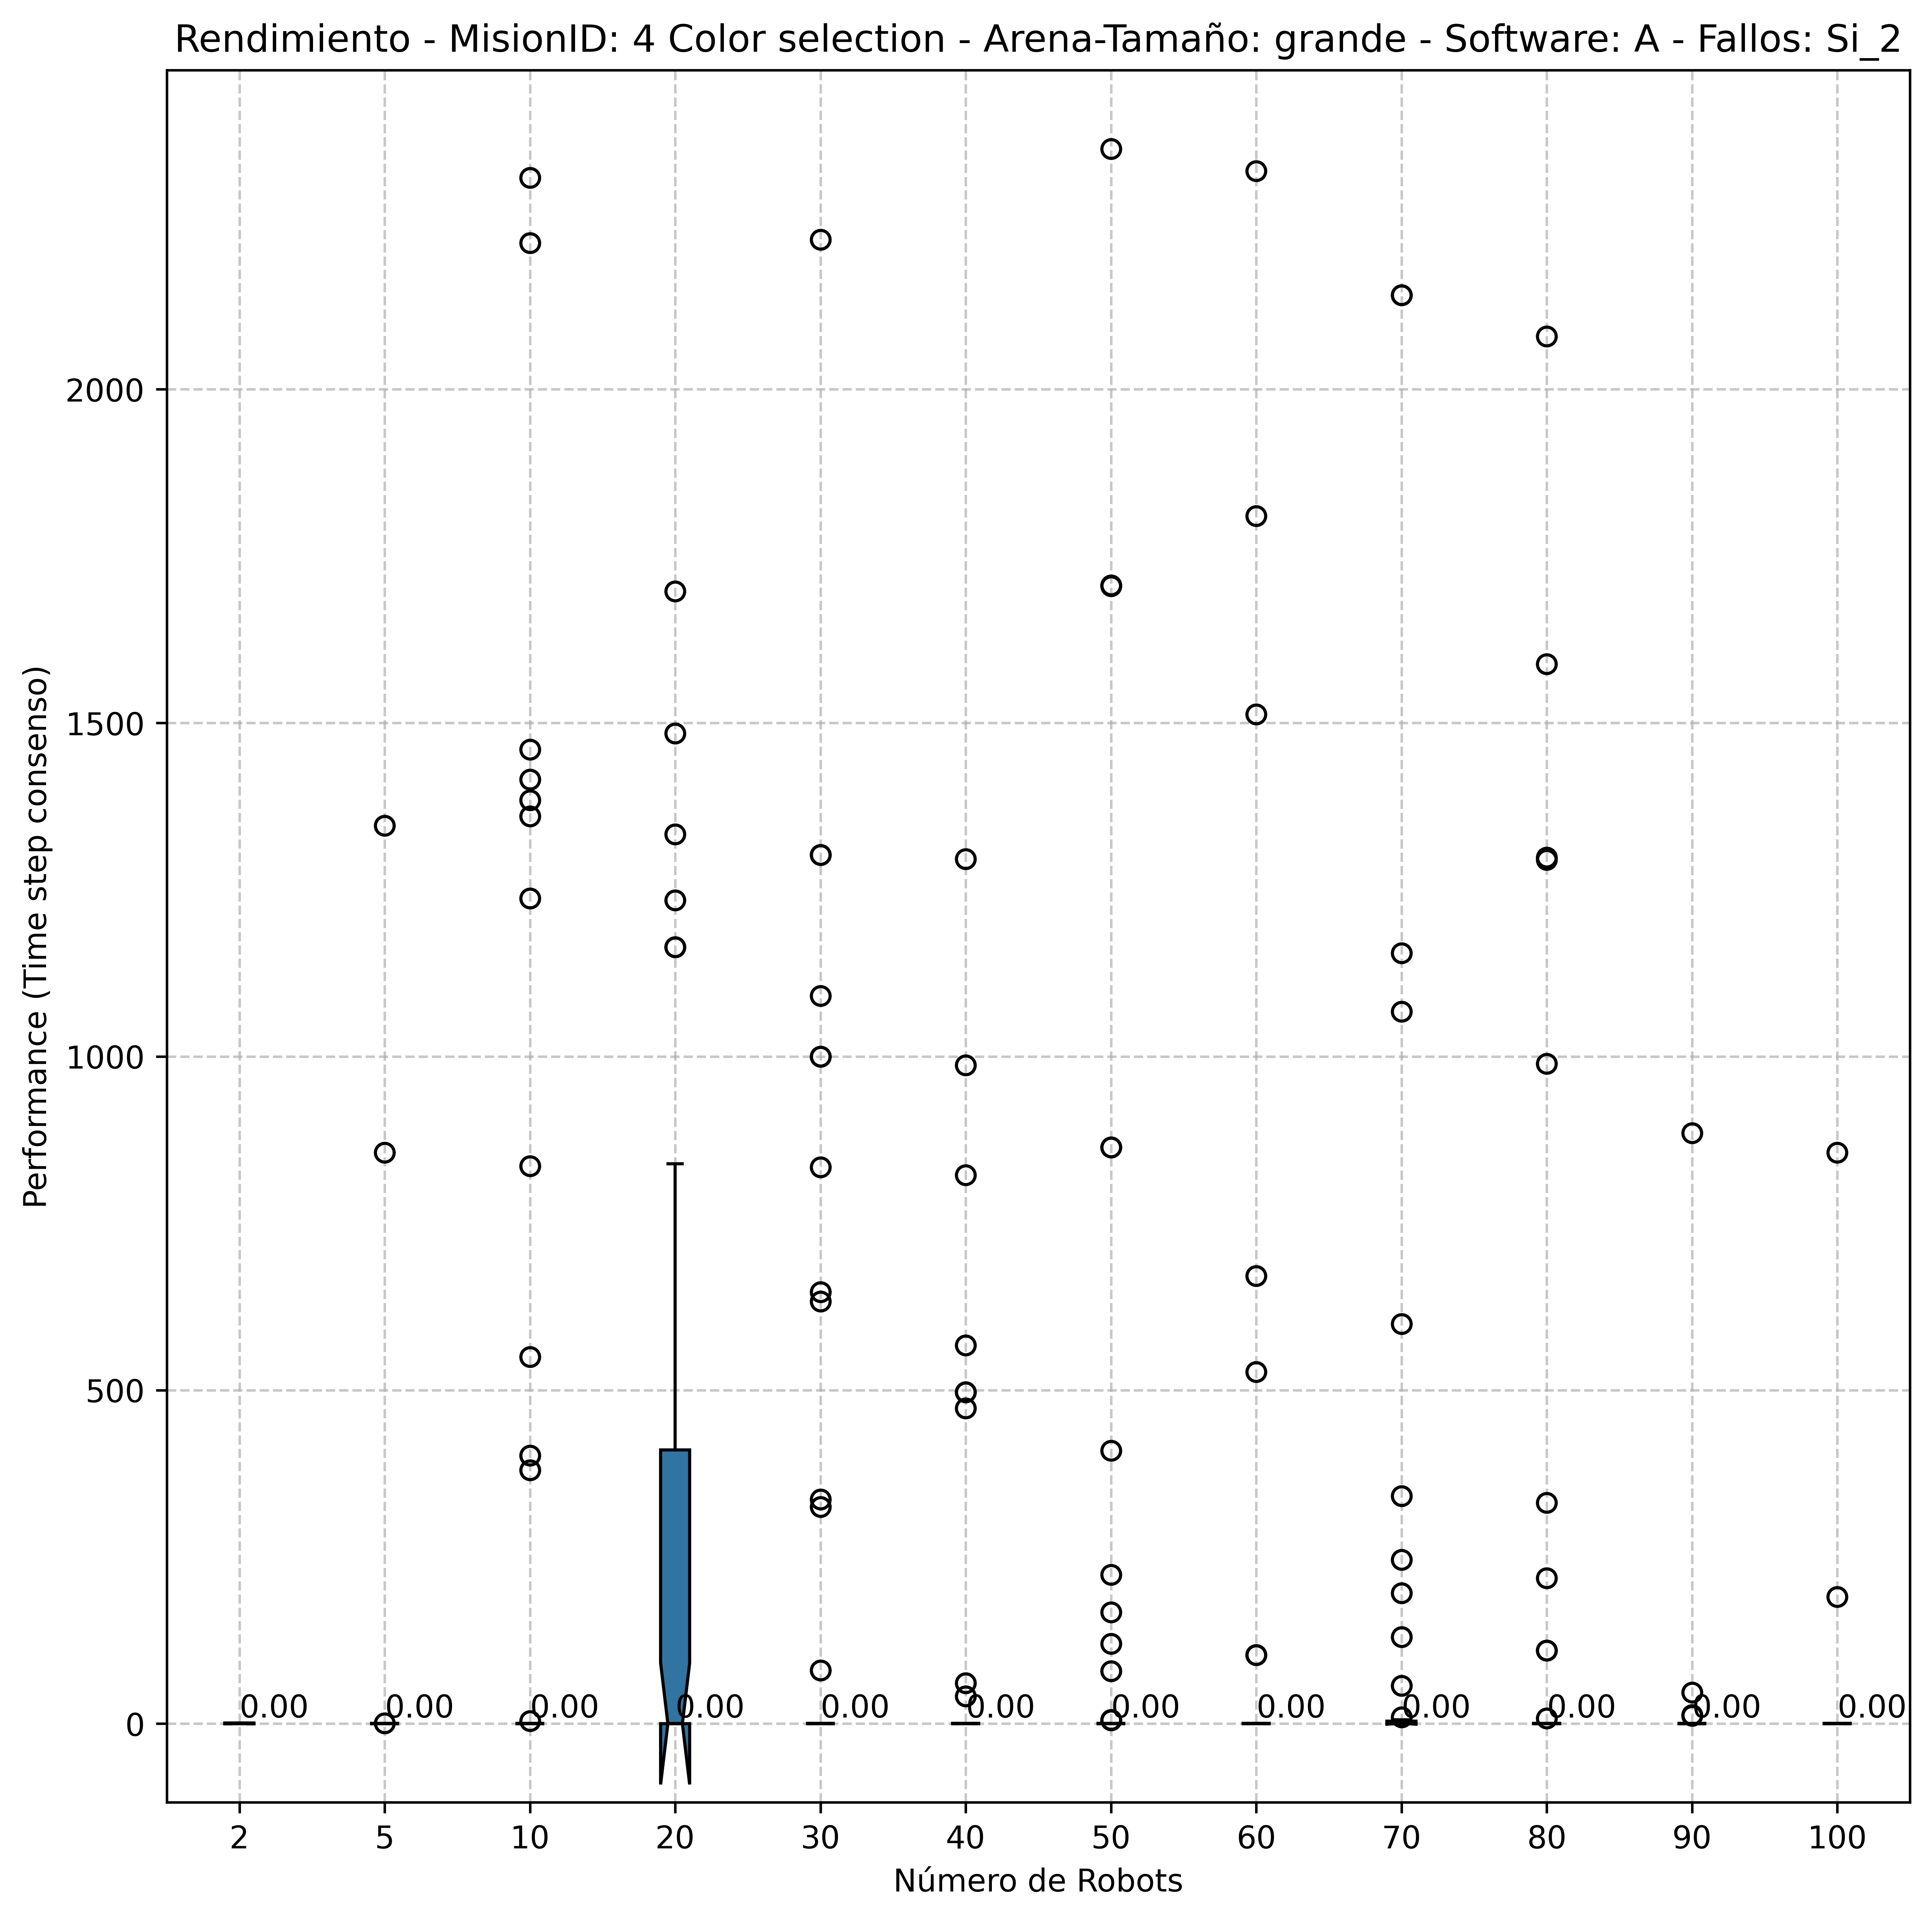 Rendimiento - MisionID: 4 Color selection - Arena-Tamaño: grande - Software: A - Fallos: Si_2
Performance (Time step consenso)
2000
1500
1000
500
0
0.00 0.00 0.00 0.00 0.00 0.00 0.00 0.00 0.00 0.00 0.00 0.00
2 5 10 20 30 40 50 60 70 80 90 100
Número de Robots